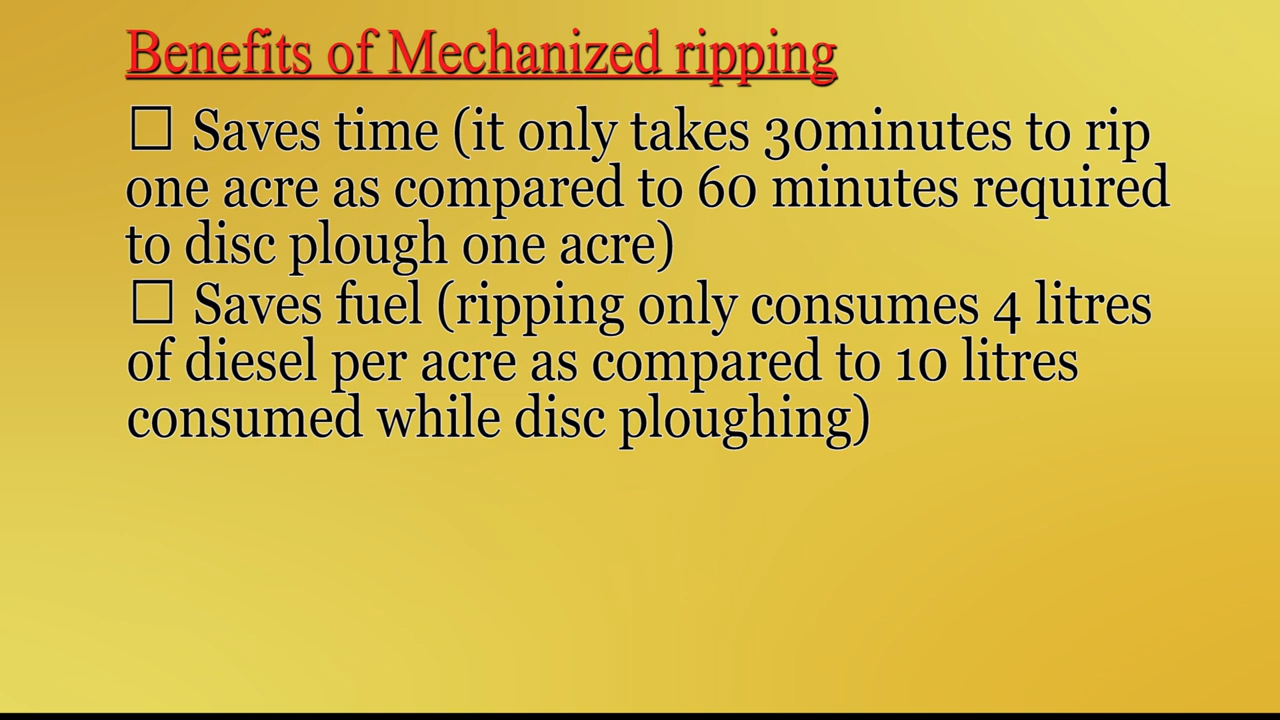 Benefits of Mechanized ripping
☐ Saves time (it only takes 30minutes to rip
one acre as compared to 60 minutes required
to disc plough one acre)
☐ Saves fuel (ripping only consumes 4 litres
of diesel per acre as compared to 10 litres
consumed while disc ploughing)